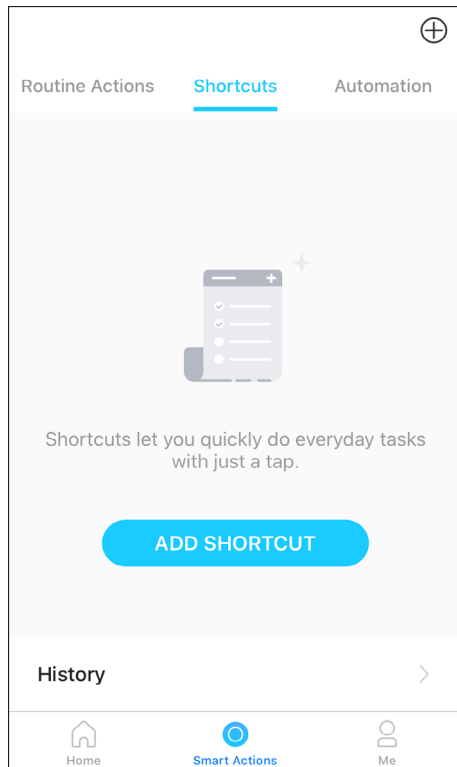 Routine Actions Shortcuts Automation
Shortcuts let you quickly do everyday tasks
with just a tap.
ADD SHORTCUT
History
Home Smart Actions Me